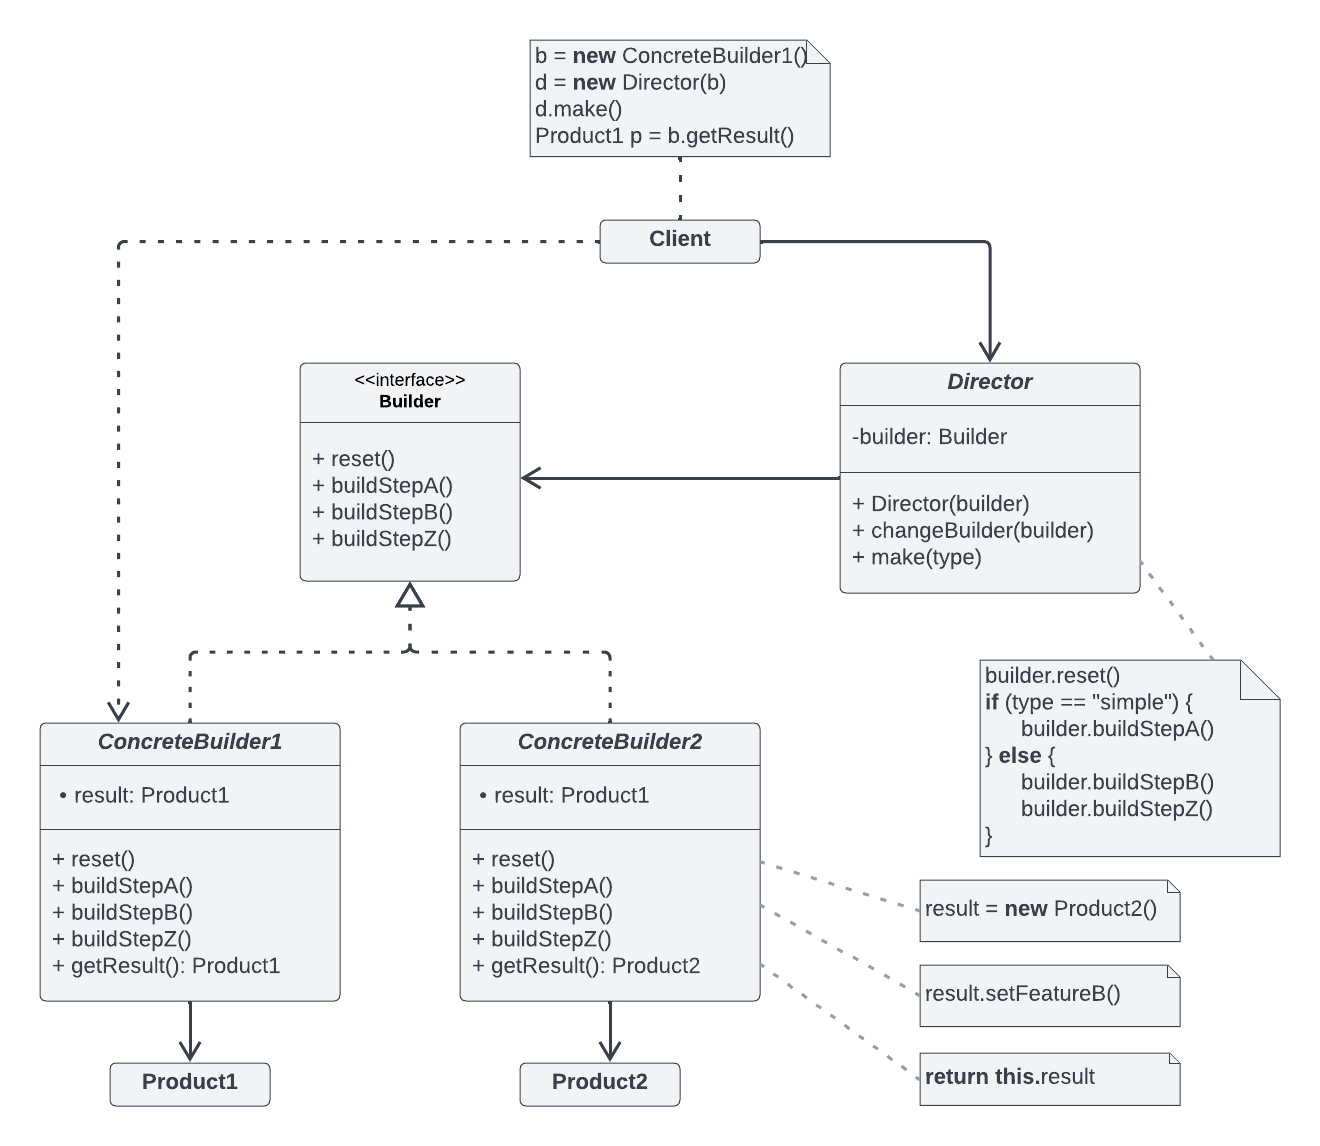 b = new ConcreteBuilder1()
d = new Director(b)
d.make()
Product1 p = b.getResult()
Client
<<interface>>
Builder
+ reset()
+ buildStepA()
+ buildStepB()
+ buildStepZ()
Director
-builder: Builder
+ Director(builder)
+ changeBuilder(builder)
+ make(type)
builder.reset()
if (type == "simple") {
builder.buildStepA()
} else {
builder.buildStepB()
builder.buildStepZ()
}
ConcreteBuilder1
• result: Product1
+ reset()
+ buildStepA()
+ buildStepB()
+ buildStepZ()
+ getResult(): Product1
Product1
ConcreteBuilder2
• result: Product1
+ reset()
+ buildStepA()
+ buildStepB()
+ buildStepZ()
+ getResult(): Product2
Product2
result = new Product2()
result.setFeatureB()
return this.result